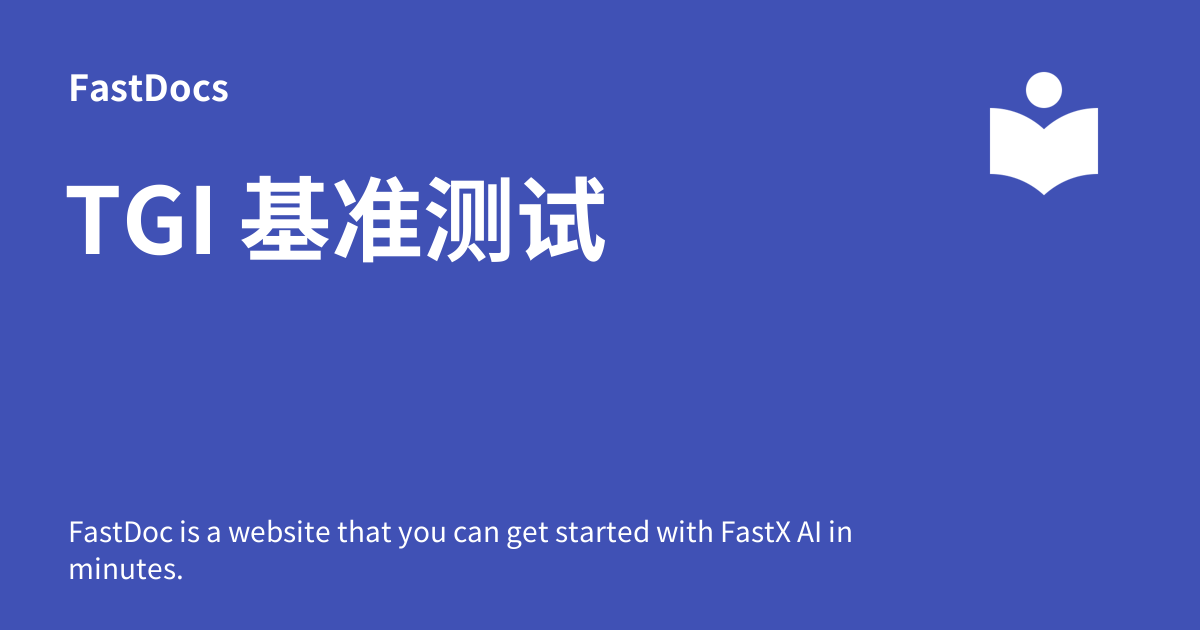 FastDocs
TGI 基准测试
FastDoc is a website that you can get started with FastX AI in
minutes.